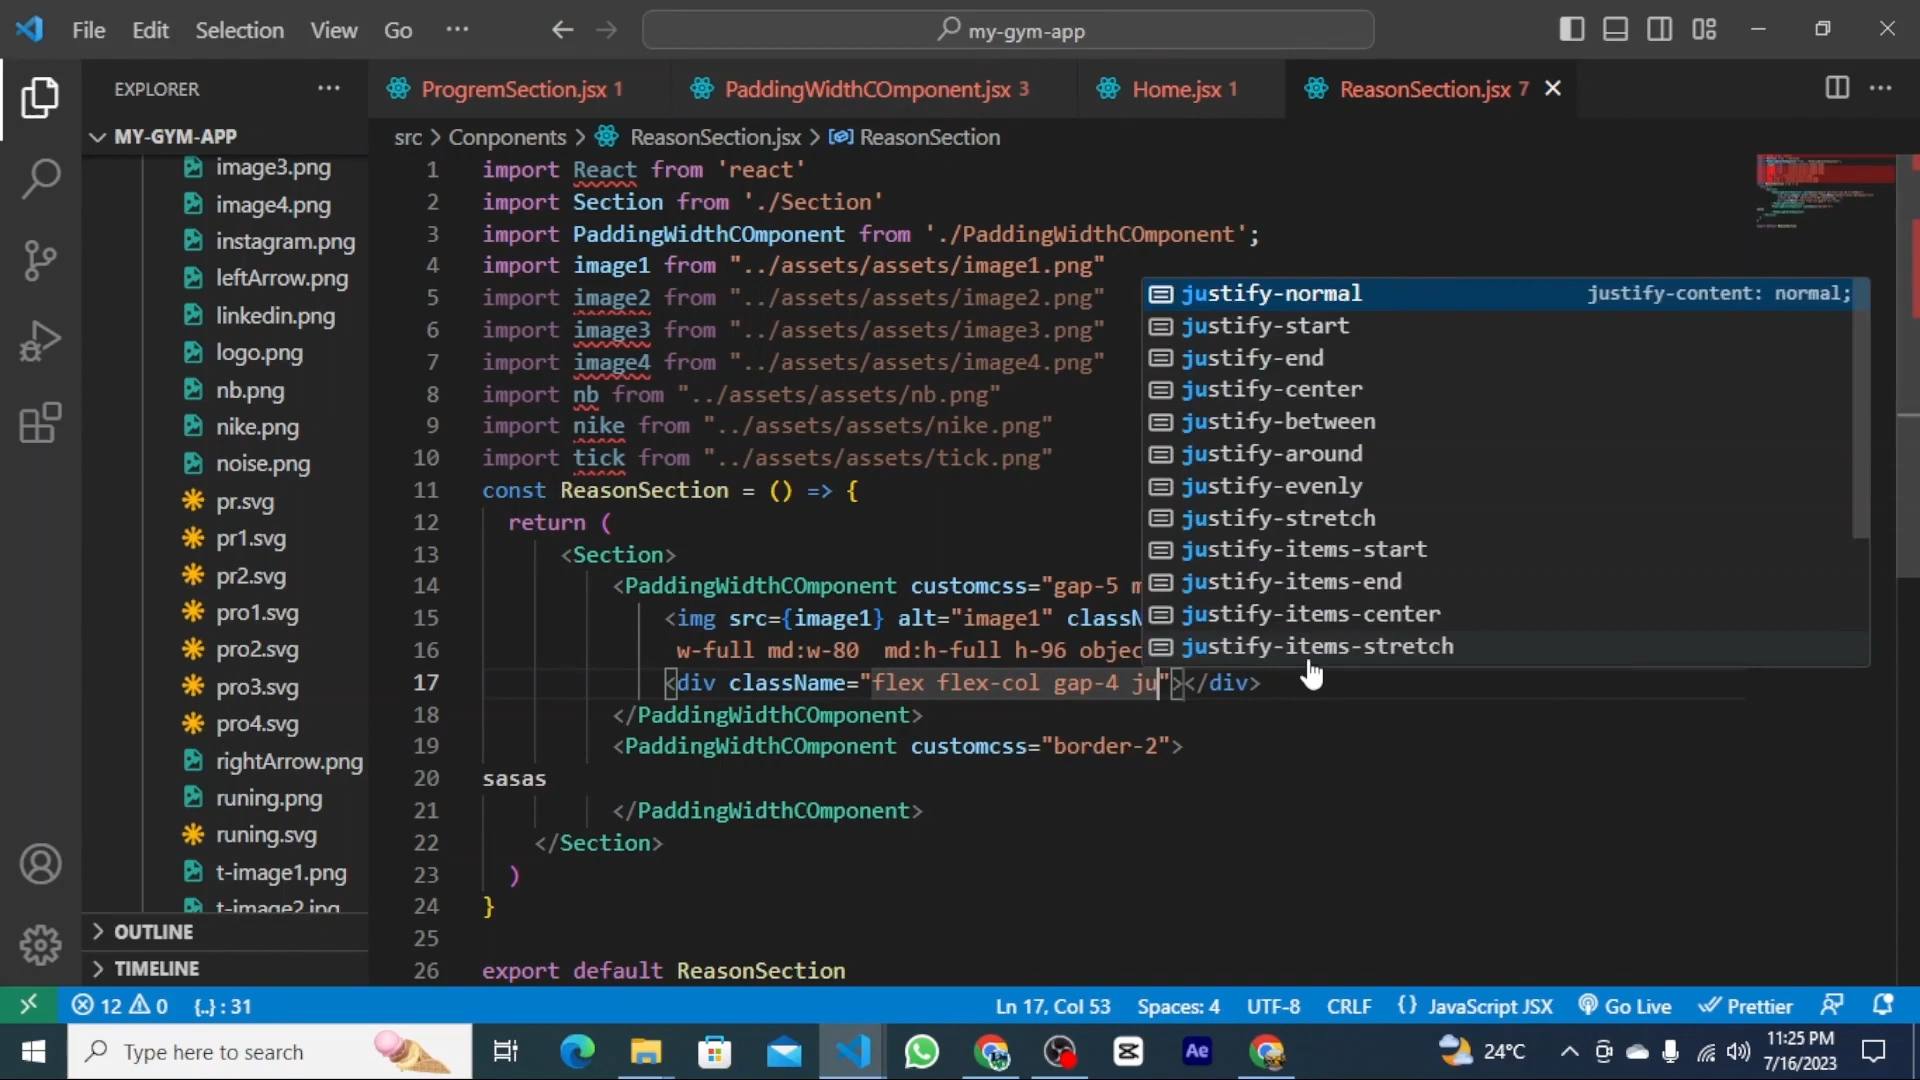 File Edit Selection View Go ··· my-gym-app
EXPLORER ···
ProgremSection.jsx 1 PaddingWidthCOmponent.jsx 3 Home.jsx 1 ReasonSection.jsx 7
MY-GYM-APP
src > Conponents > ReasonSection.jsx > ReasonSection
image3.png
image4.png
instagram.png
leftArrow.png
linkedin.png
logo.png
nb.png
nike.png
noise.png
pr.svg
pr1.svg
pr2.svg
pro1.svg
pro2.svg
pro3.svg
pro4.svg
rightArrow.png
runing.png
runing.svg
t-image1.png
t-image2.jpg
OUTLINE
TIMELINE
1 import React from 'react'
2 import Section from './Section'
3 import PaddingWidthCOmponent from './PaddingWidthCOmponent';
4 import image1 from "../assets/assets/image1.png"
5 import image2 from "../assets/assets/image2.png"
6 import image3 from "../assets/assets/image3.png"
7 import image4 from "../assets/assets/image4.png"
8 import nb from "../assets/assets/nb.png"
9 import nike from "../assets/assets/nike.png"
10 import tick from "../assets/assets/tick.png"
11 const ReasonSection = () => {
12 return (
13 <Section>
14 <PaddingWidthCOmponent customcss="gap-5 m
15 <img src={image1} alt="image1" classN
16 w-full md:w-80 md:h-full h-96 objec
17 <div className="flex flex-col gap-4 ju"></div>
18 </PaddingWidthCOmponent>
19 <PaddingWidthCOmponent customcss="border-2">
20 sasas
21 </PaddingWidthCOmponent>
22 </Section>
23 )
24 }
25
26 export default ReasonSection
justify-normal justify-content: normal;
justify-start
justify-end
justify-center
justify-between
justify-around
justify-evenly
justify-stretch
justify-items-start
justify-items-end
justify-items-center
justify-items-stretch
12 0 {..} : 31 Ln 17, Col 53 Spaces: 4 UTF-8 CRLF {} JavaScript JSX Go Live Prettier
Type here to search Ae 24°C 11:25 PM
7/16/2023